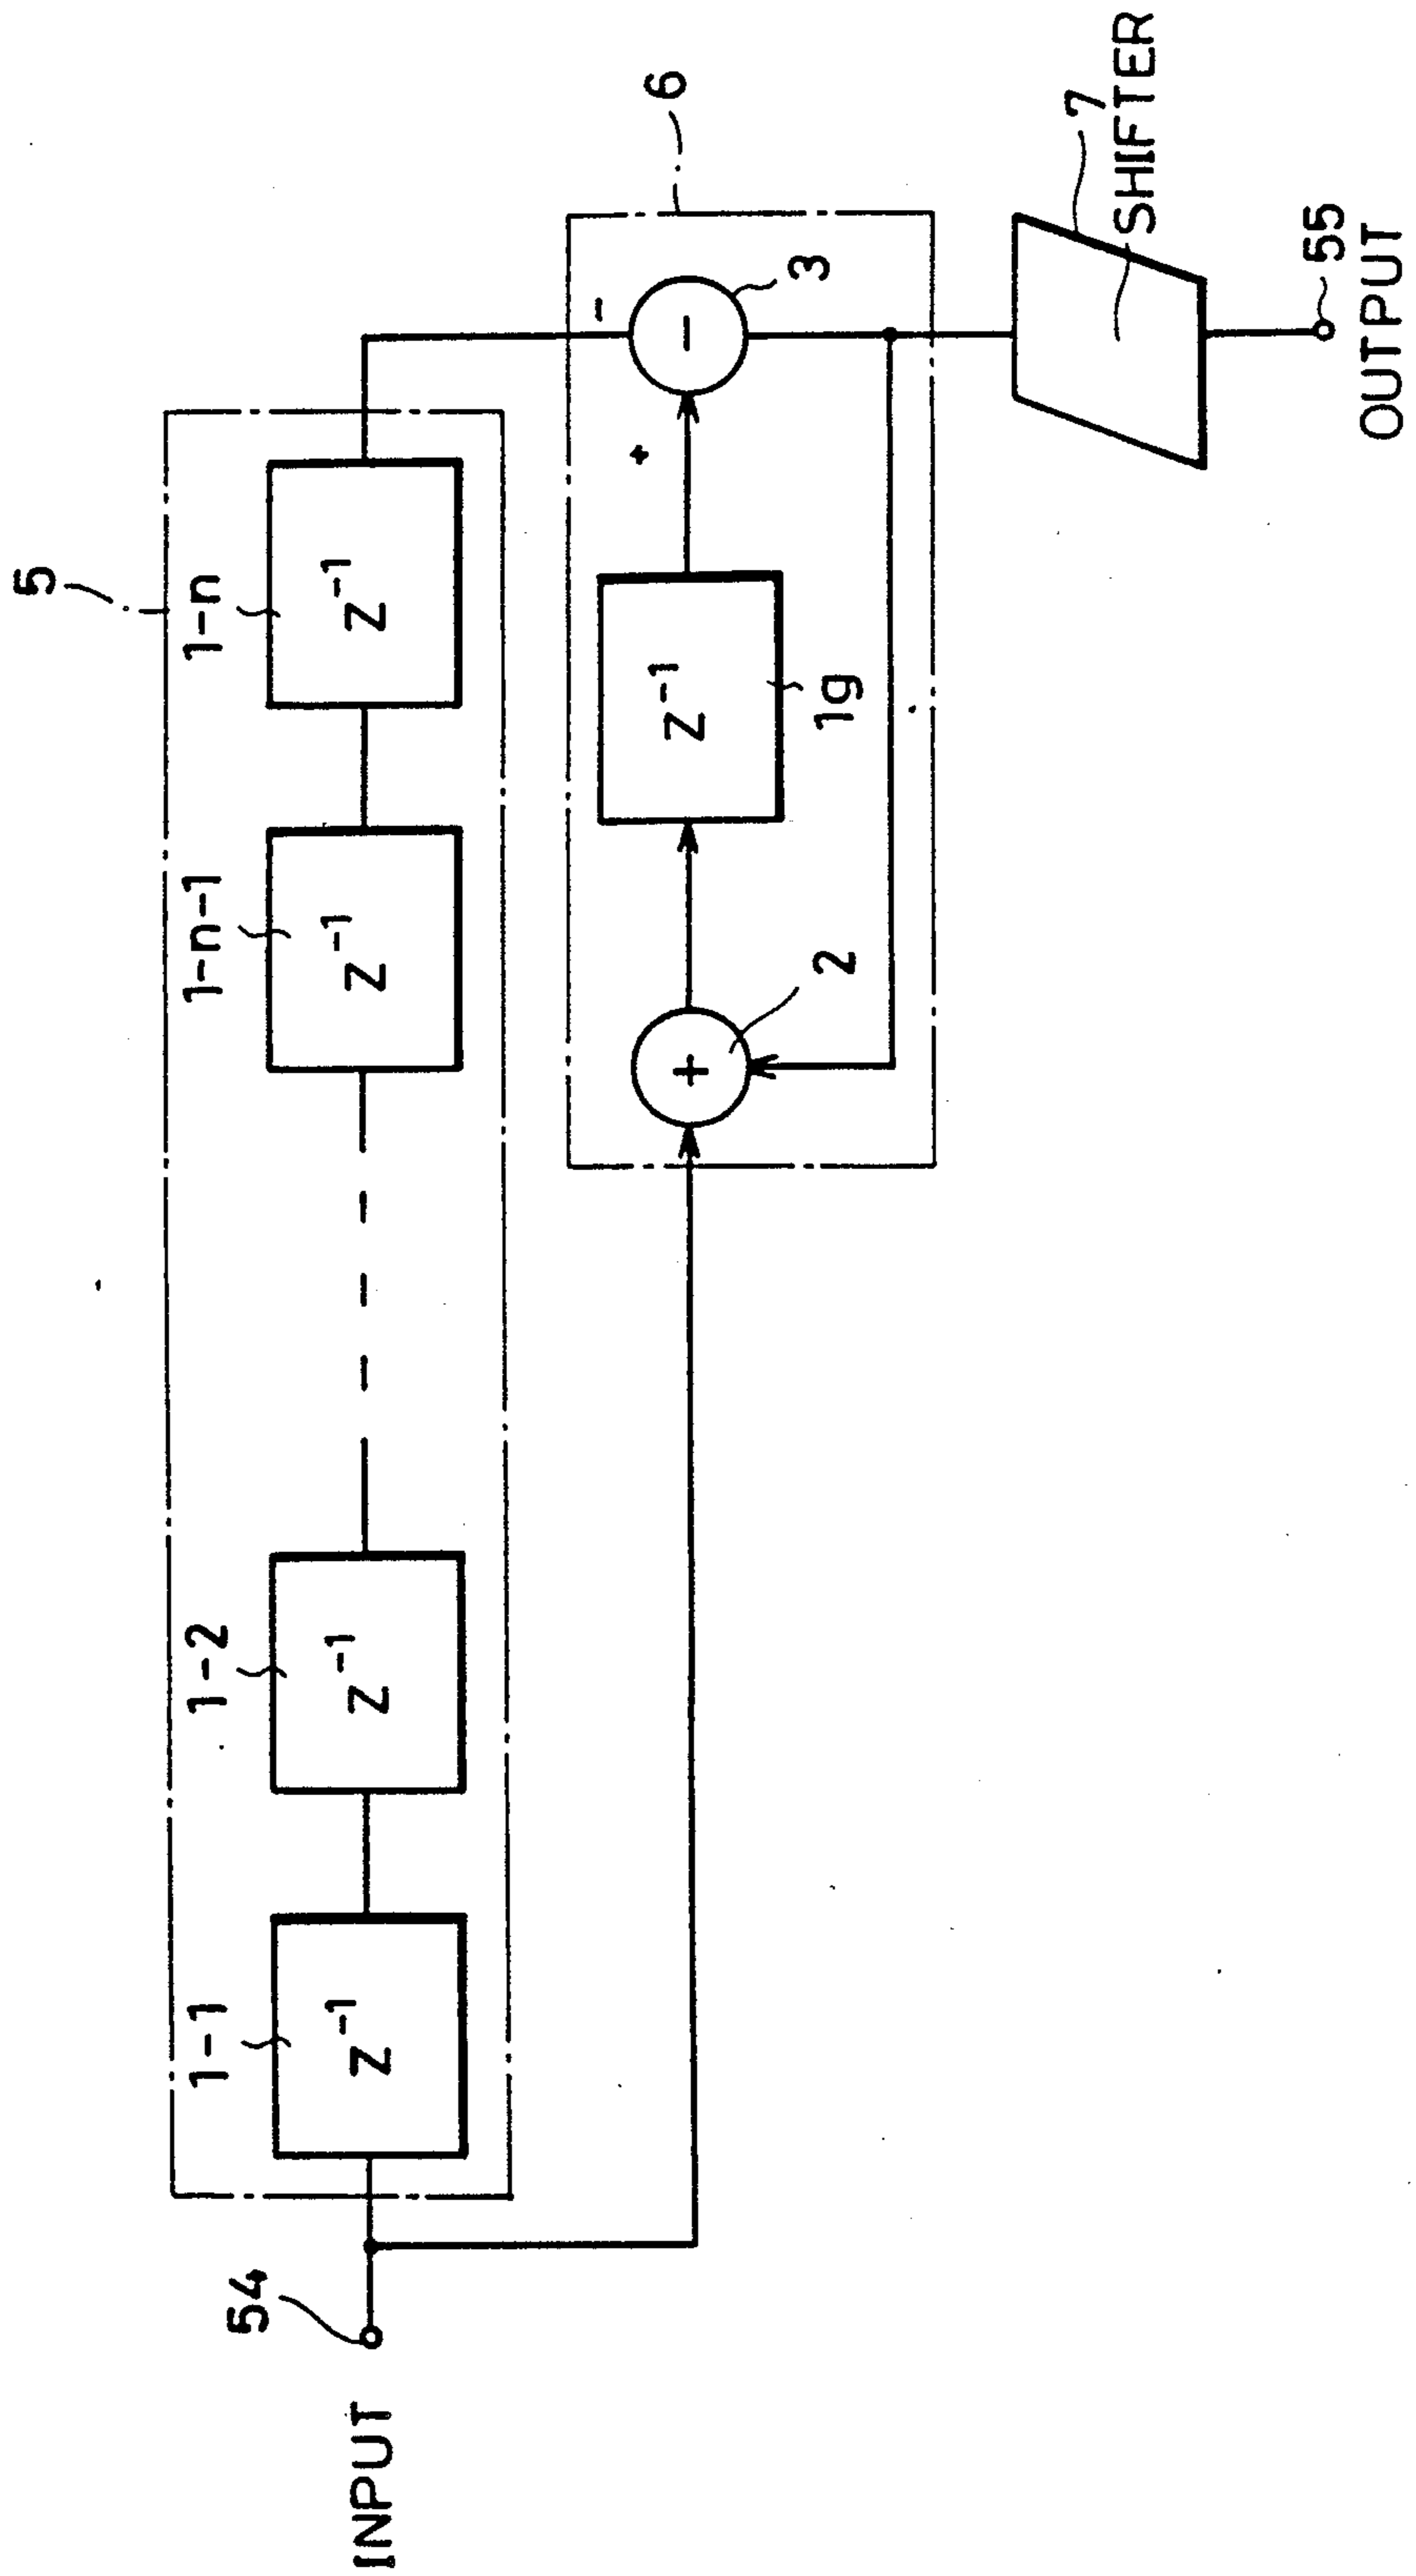 5
1-1
1-2
1-n-1
1-n
Z⁻¹
Z⁻¹
Z⁻¹
Z⁻¹
54
INPUT
6
-
+
+
Z⁻¹
-
2
1g
3
7
SHIFTER
55
OUTPUT